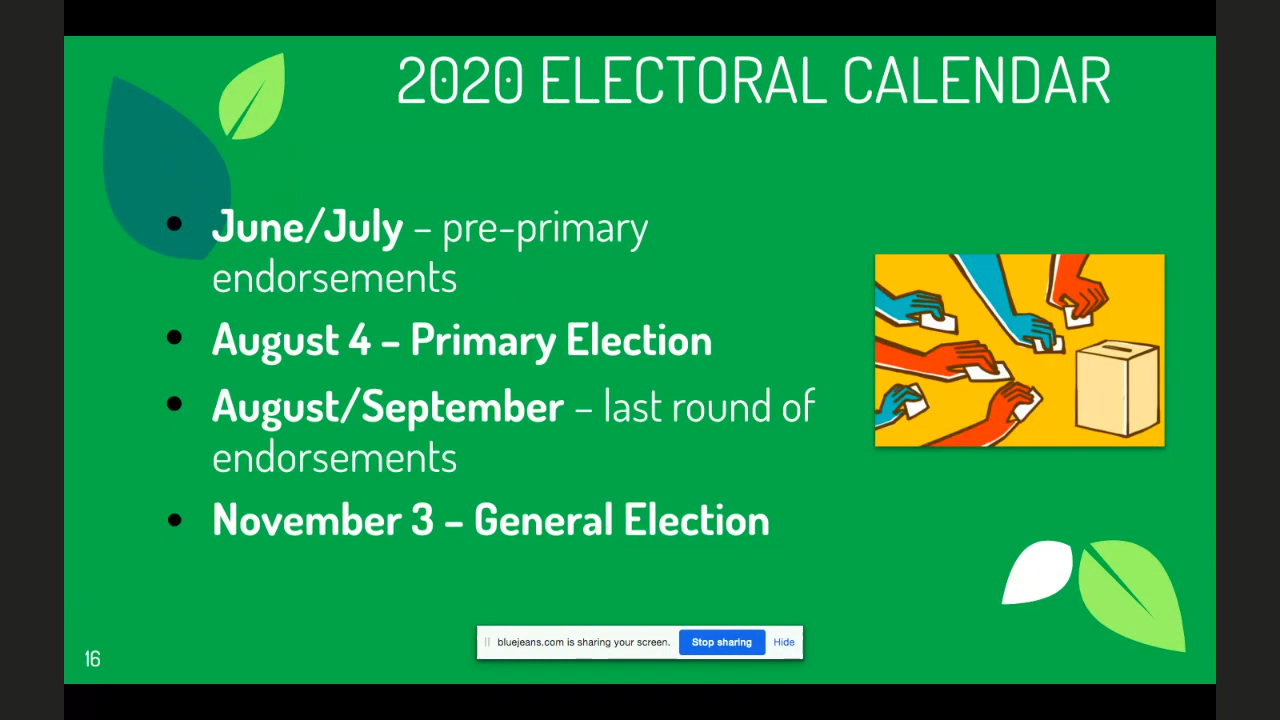 2020 ELECTORAL CALENDAR
• June/July – pre-primary
endorsements
• August 4 – Primary Election
• August/September – last round of
endorsements
• November 3 – General Election
bluejeans.com is sharing your screen. Stop sharing Hide
16